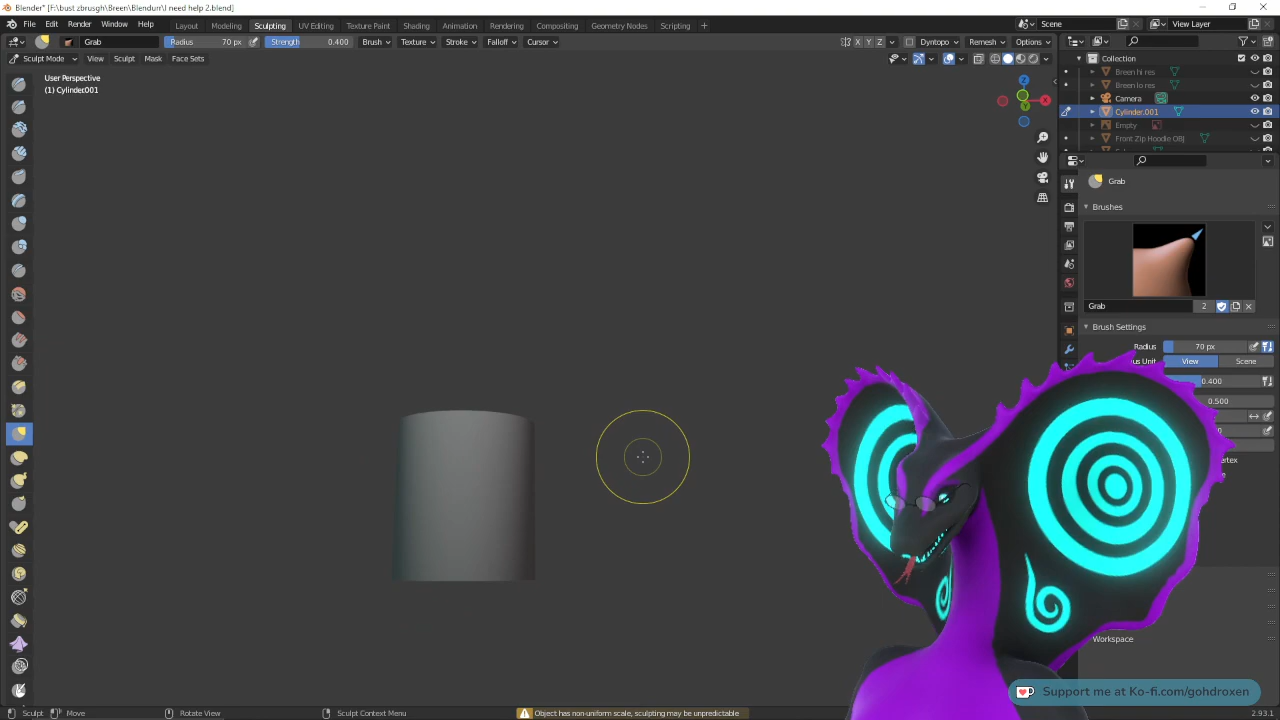 Blender* [F:\bust zbrusgh\Breen\Blendurr\I need help 2.blend]
File Edit Render Window Help Layout Modeling Sculpting UV Editing Texture Paint Shading Animation Rendering Compositing Geometry Nodes Scripting + Scene View Layer
Grab Radius 70 px Strength 0.400 Brush Texture Stroke Falloff Cursor X Y Z Dyntopo Remesh Options
Sculpt Mode View Sculpt Mask Face Sets
Collection
User Perspective
(1) Cylinder.001
Breen hi res
Breen lo res
Camera
Cylinder.001
Empty
Front Zip Hoodie OBJ
Z
X
Y
Grab
Brushes
Grab 2
Brush Settings
Radius 70 px
us Unit View Scene
0.400
0.500
ertex
Workspace
Support me at Ko-fi.com/gohdroxen
Sculpt Move Rotate View Sculpt Context Menu Object has non-uniform scale, sculpting may be unpredictable 2.93.1